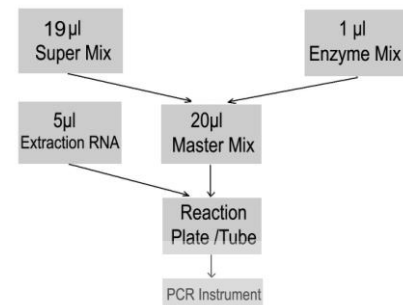 19µl
Super Mix
1 µl
Enzyme Mix
5µl
Extraction RNA
20µl
Master Mix
Reaction
Plate /Tube
PCR Instrument